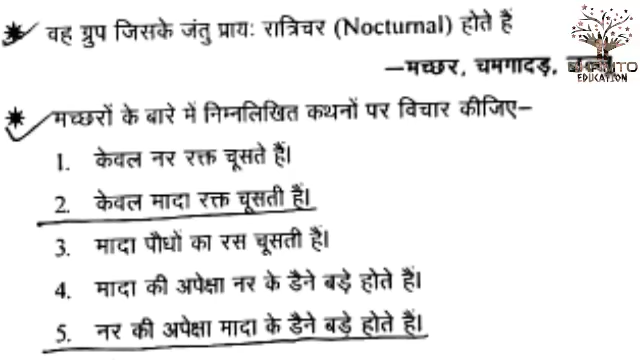 वह ग्रुप जिसके जंतु प्रायः रात्रिचर (Nocturnal) होते हैं
—मच्छर, चमगादड़,
EDUCATION
मच्छरों के बारे में निम्नलिखित कथनों पर विचार कीजिए–
1. केवल नर रक्त चूसते हैं।
2. केवल मादा रक्त चूसती हैं।
3. मादा पौधों का रस चूसती हैं।
4. मादा की अपेक्षा नर के डैने बड़े होते हैं।
5. नर की अपेक्षा मादा के डैने बड़े होते हैं।